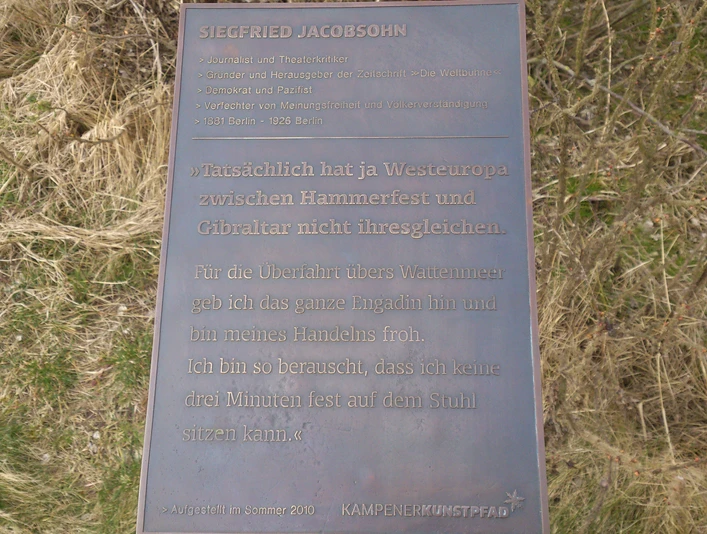 SIEGFRIED JACOBSOHN
> Journalist und Theaterkritiker
> Gründer und Herausgeber der Zeitschrift »Die Weltbühne«
> Demokrat und Pazifist
> Verfechter von Meinungsfreiheit und Völkerverständigung
> 1881 Berlin - 1926 Berlin
»Tatsächlich hat ja Westeuropa
zwischen Hammerfest und
Gibraltar nicht ihresgleichen.
Für die Überfahrt übers Wattenmeer
geb ich das ganze Engadin hin und
bin meines Handelns froh.
Ich bin so berauscht, dass ich keine
drei Minuten fest auf dem Stuhl
sitzen kann.«
> Aufgestellt im Sommer 2010
KAMPENERKUNSTPFAD